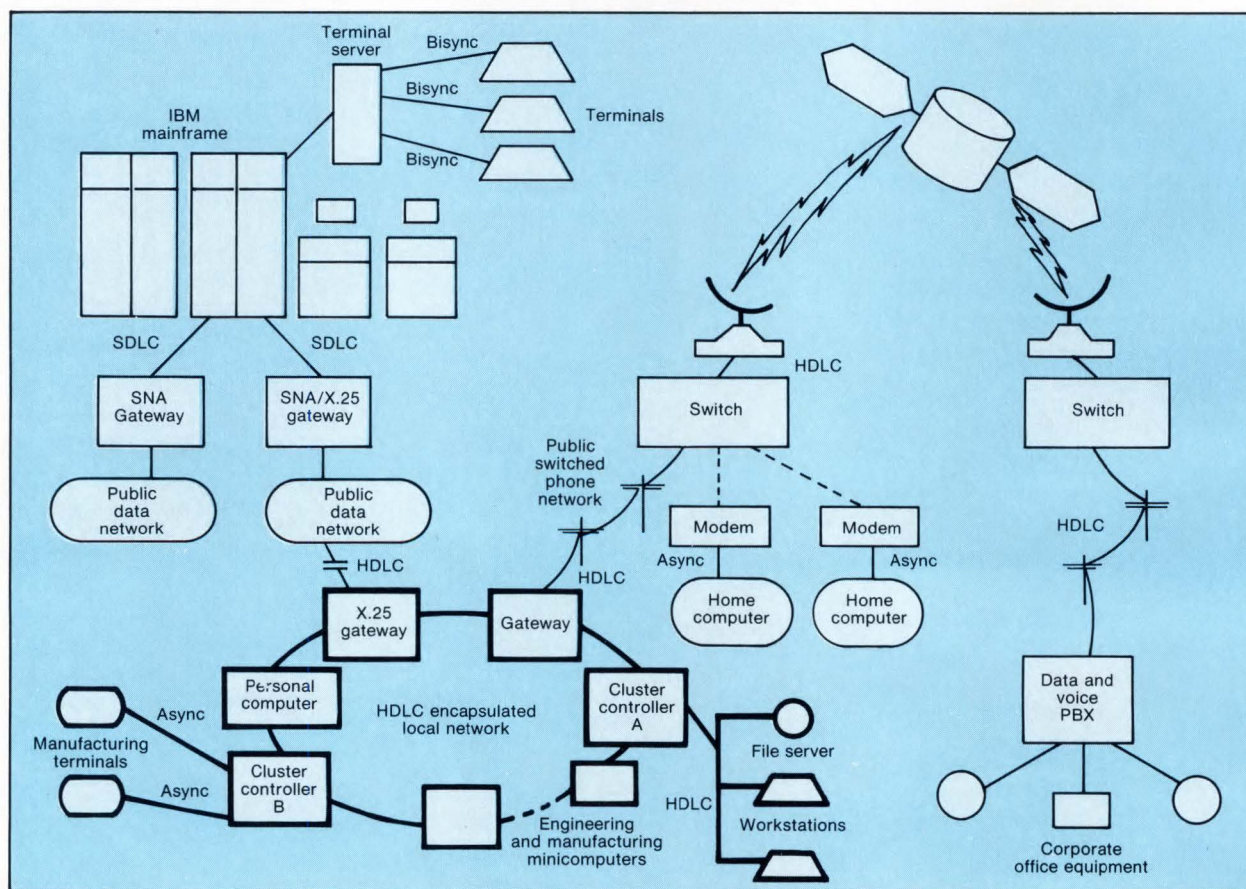 Terminal
server
Bisync
Bisync
Bisync
Terminals
IBM
mainframe
SDLC
SDLC
SNA
Gateway
SNA/X.25
gateway
Public
data
network
Public
data
network
HDLC
X.25
gateway
Gateway
HDLC
Public
switched
phone
network
HDLC
Switch
Switch
Modem
Modem
Async
Async
Home
computer
Home
computer
HDLC
Data and
voice
PBX
Corporate
office equipment
Personal
computer
HDLC encapsulated
local network
Cluster
controller
A
File server
HDLC
Workstations
Async
Manufacturing
terminals
Async
Cluster
controller
B
Engineering
and manufacturing
minicomputers